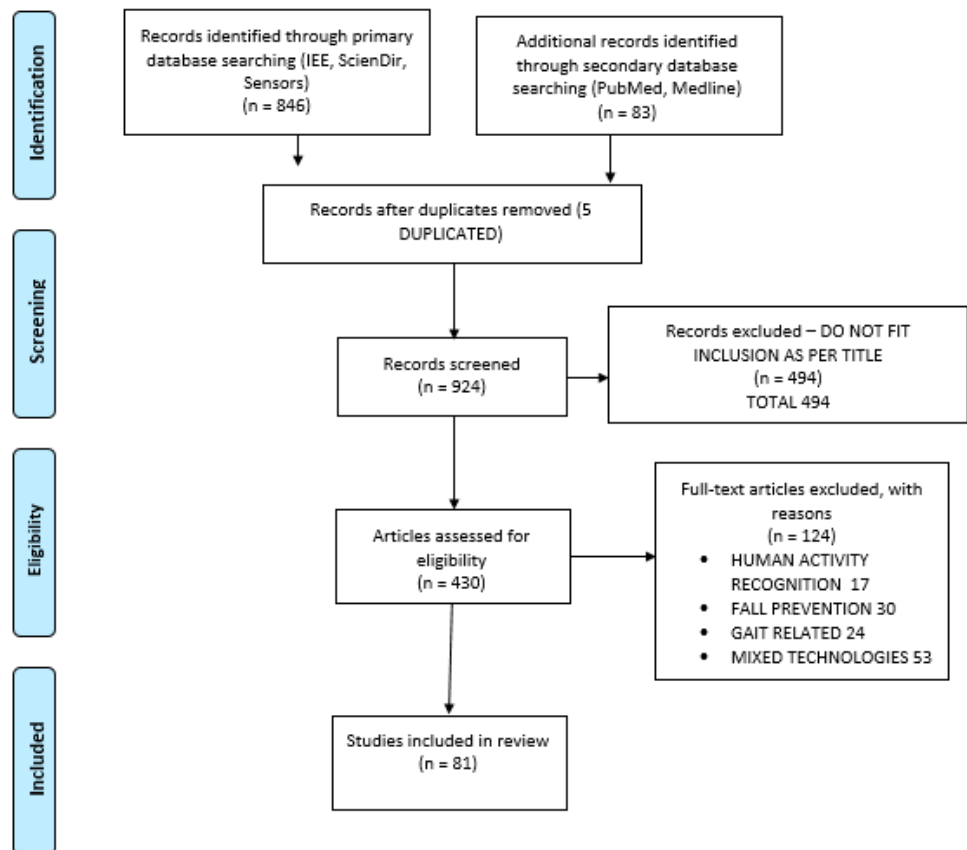 Identification
Records identified through primary
database searching (IEE, ScienDir,
Sensors)
(n = 846)
Additional records identified
through secondary database
searching (PubMed, Medline)
(n = 83)
Records after duplicates removed (5
DUPLICATED)
Screening
Records screened
(n = 924)
Records excluded – DO NOT FIT
INCLUSION AS PER TITLE
(n = 494)
TOTAL 494
Eligibility
Articles assessed for
eligibility
(n = 430)
Full-text articles excluded, with
reasons
(n = 124)
• HUMAN ACTIVITY
RECOGNITION 17
• FALL PREVENTION 30
• GAIT RELATED 24
• MIXED TECHNOLOGIES 53
Included
Studies included in review
(n = 81)